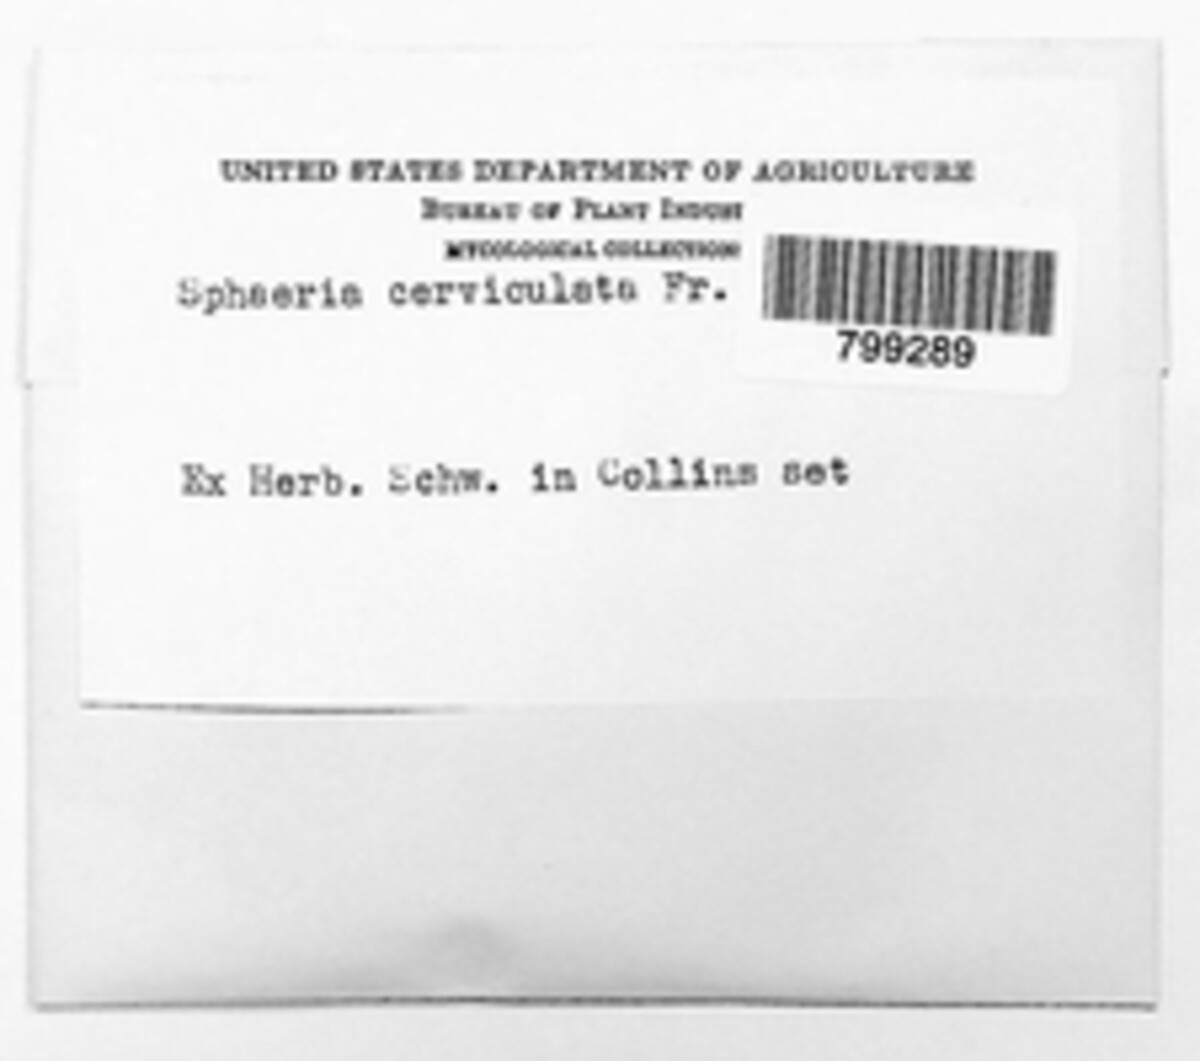 UNITED STATES DEPARTMENT OF AGRICULTURE
BUREAU OF PLANT INDUST
MYCOLOGICAL COLLECTIONS
Sphaeria cerviculata Fr.
799289
Ex Herb. Schw. in Collins set